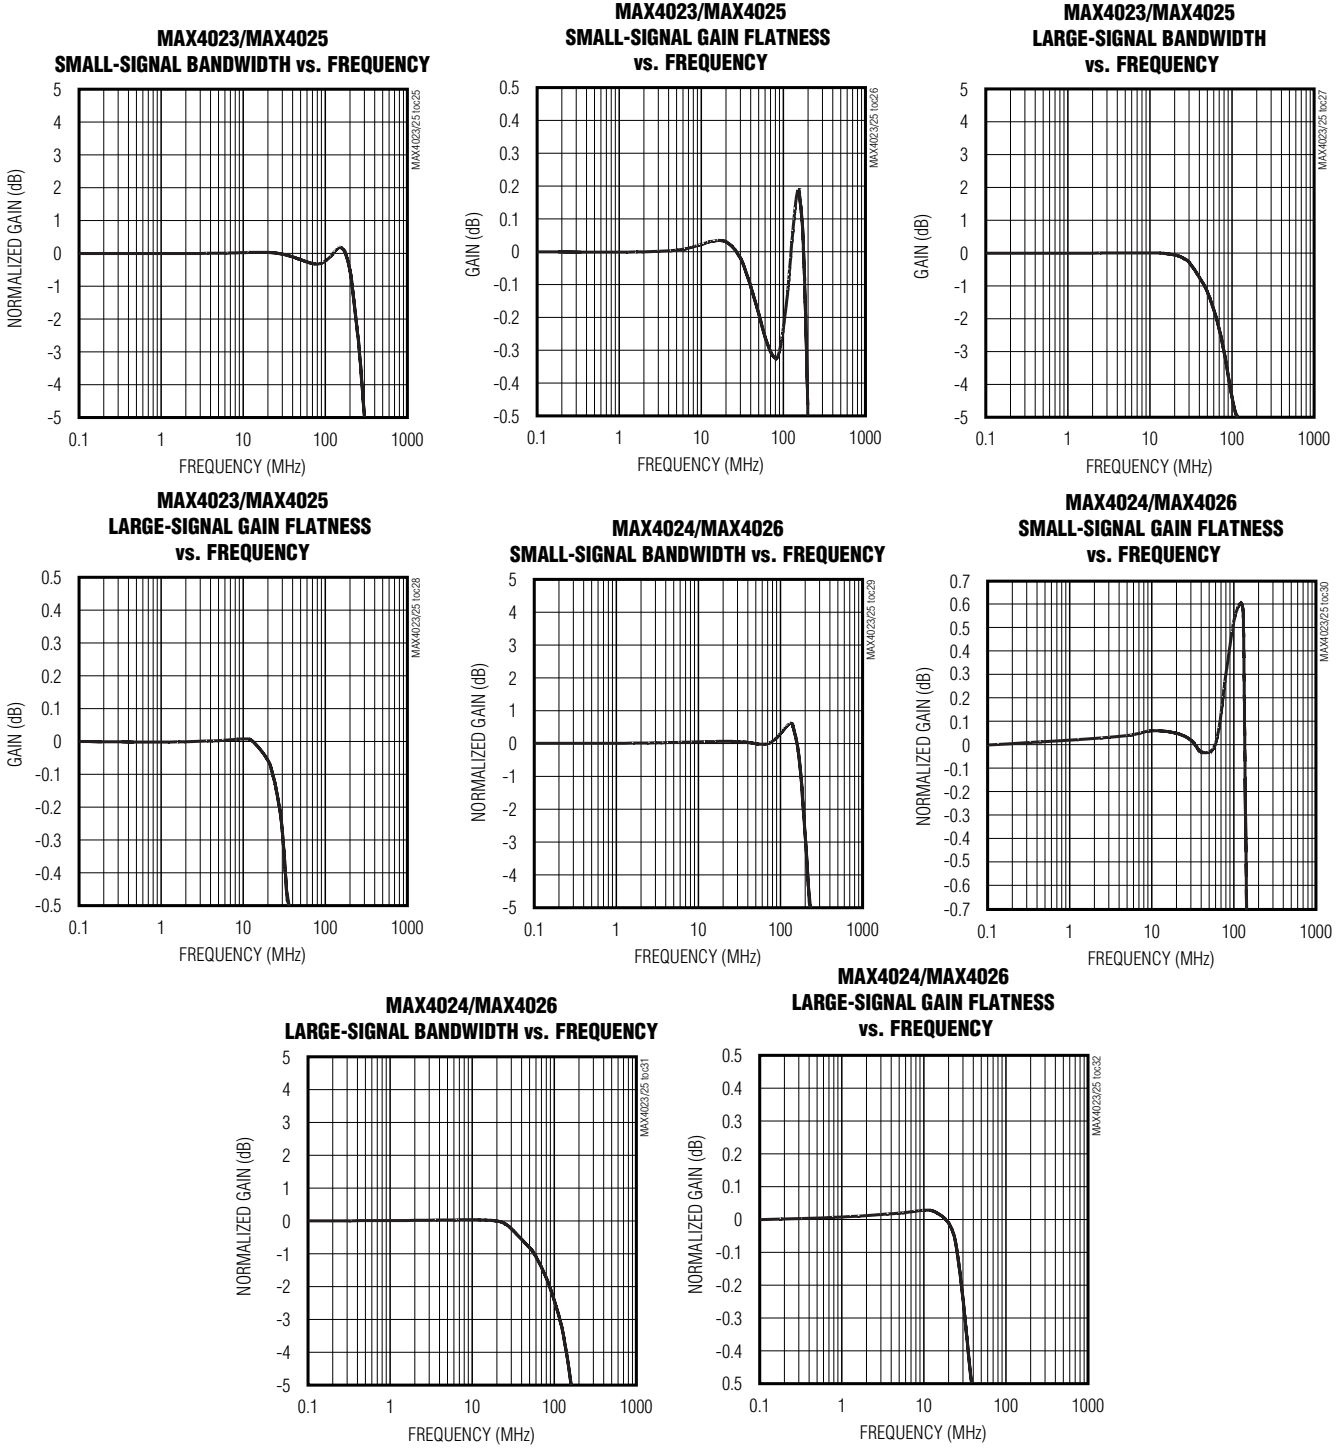 MAX4023/MAX4025
SMALL-SIGNAL BANDWIDTH vs. FREQUENCY
5
4
3
2
1
0
-1
-2
-3
-4
-5
NORMALIZED GAIN (dB)
0.1 1 10 100 1000
FREQUENCY (MHz)
MAX4023/25 toc25
MAX4023/MAX4025
SMALL-SIGNAL GAIN FLATNESS
vs. FREQUENCY
0.5
0.4
0.3
0.2
0.1
0
-0.1
-0.2
-0.3
-0.4
-0.5
GAIN (dB)
0.1 1 10 100 1000
FREQUENCY (MHz)
MAX4023/25 toc26
MAX4023/MAX4025
LARGE-SIGNAL BANDWIDTH
vs. FREQUENCY
5
4
3
2
1
0
-1
-2
-3
-4
-5
GAIN (dB)
0.1 1 10 100 1000
FREQUENCY (MHz)
MAX4023/25 toc27
MAX4023/MAX4025
LARGE-SIGNAL GAIN FLATNESS
vs. FREQUENCY
0.5
0.4
0.3
0.2
0.1
0
-0.1
-0.2
-0.3
-0.4
-0.5
GAIN (dB)
0.1 1 10 100 1000
FREQUENCY (MHz)
MAX4023/25 toc28
MAX4024/MAX4026
SMALL-SIGNAL BANDWIDTH vs. FREQUENCY
5
4
3
2
1
0
-1
-2
-3
-4
-5
NORMALIZED GAIN (dB)
0.1 1 10 100 1000
FREQUENCY (MHz)
MAX4023/25 toc29
MAX4024/MAX4026
SMALL-SIGNAL GAIN FLATNESS
vs. FREQUENCY
0.7
0.6
0.5
0.4
0.3
0.2
0.1
0
-0.1
-0.2
-0.3
-0.4
-0.5
-0.6
-0.7
NORMALIZED GAIN (dB)
0.1 1 10 100 1000
FREQUENCY (MHz)
MAX4023/25 toc30
MAX4024/MAX4026
LARGE-SIGNAL BANDWIDTH vs. FREQUENCY
5
4
3
2
1
0
-1
-2
-3
-4
-5
NORMALIZED GAIN (dB)
0.1 1 10 100 1000
FREQUENCY (MHz)
MAX4023/25 toc31
MAX4024/MAX4026
LARGE-SIGNAL GAIN FLATNESS
vs. FREQUENCY
0.5
0.4
0.3
0.2
0.1
0
-0.1
-0.2
-0.3
-0.4
0.5
NORMALIZED GAIN (dB)
0.1 1 10 100 1000
FREQUENCY (MHz)
MAX4023/25 toc32